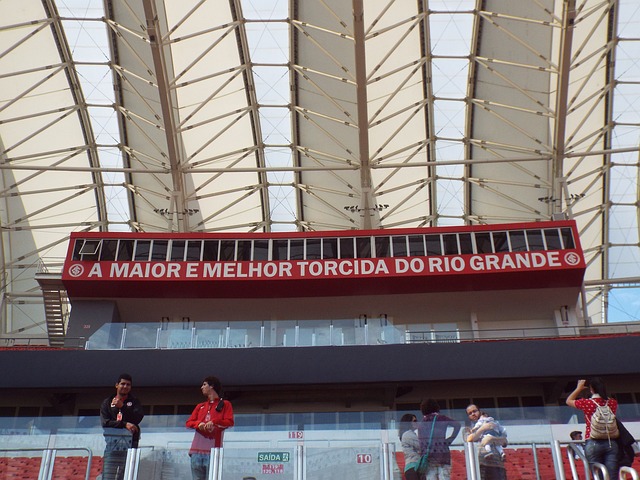 A MAIOR E MELHOR TORCIDA DO RIO GRANDE
119
SAÍDA
10